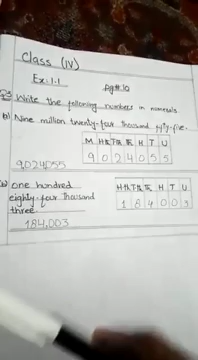 Class (IV)
Ex:1.1
pg#:10
Q3 Write the following numbers in numerals
a) Nine million twenty-four thousand fifty-five.
M Hth Tth Th H T U
9 0 2 4 0 5 5
9,024,055
b) one hundred
eighty-four thousand
three
Hth Tth Th H T U
1 8 4 0 0 3
184,003